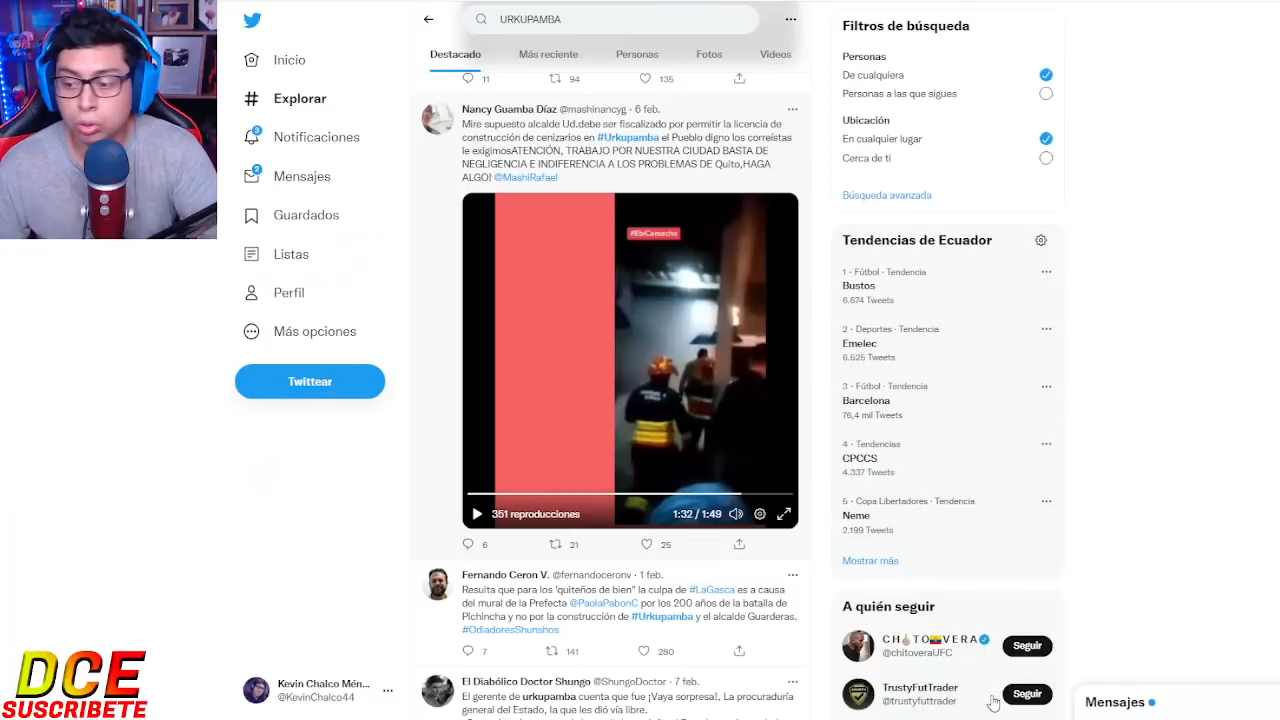 URKUPAMBA
Inicio
Explorar
3
Notificaciones
2
Mensajes
Guardados
Listas
Perfil
Más opciones
Twittear
Kevin Chalco Mén...
@KevinChalco44
DCE
SUSCRIBETE
Destacado Más reciente Personas Fotos Videos
11 94 135
Nancy Guamba Díaz @mashinancyg · 6 feb.
Mire supuesto alcalde Ud.debe ser fiscalizado por permitir la licencia de
construcción de cenizarios en #Urkupamba el Pueblo digno los correístas
le exigimosATENCIÓN, TRABAJO POR NUESTRA CIUDAD BASTA DE
NEGLIGENCIA E INDIFERENCIA A LOS PROBLEMAS DE Quito,HAGA
ALGO! @MashiRafael
#EbiCamacho
351 reproducciones 1:32 / 1:49
6 21 25
Fernando Ceron V. @fernandoceronv · 1 feb.
Resulta que para los "quiteños de bien" la culpa de #LaGasca es a causa
del mural de la Prefecta @PaolaPabonC por los 200 años de la batalla de
Pichincha y no por la construcción de #Urkupamba y el alcalde Guarderas.
#OdiadoresShunshos
7 141 280
El Diabólico Doctor Shungo @ShungoDoctor · 7 feb.
El gerente de urkupamba cuenta que fue ¡Vaya sorpresa!, La procuraduría
general del Estado, la que les dió vía libre.
Filtros de búsqueda
Personas
De cualquiera
Personas a las que sigues
Ubicación
En cualquier lugar
Cerca de ti
Búsqueda avanzada
Tendencias de Ecuador
1 · Fútbol · Tendencia
Bustos
6.674 Tweets
2 · Deportes · Tendencia
Emelec
6.525 Tweets
3 · Fútbol · Tendencia
Barcelona
76,4 mil Tweets
4 · Tendencias
CPCCS
4.337 Tweets
5 · Copa Libertadores · Tendencia
Neme
2.199 Tweets
Mostrar más
A quién seguir
@chitoveraUFC
Seguir
TrustyFutTrader
@trustyfuttrader
Seguir
Mensajes